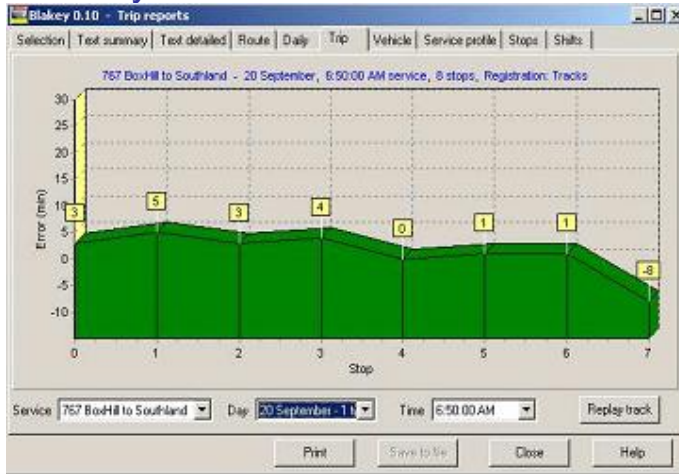 Blakey 0.10 - Trip reports
Selection Text summary Text detailed Route Daily Trip Vehicle Service profile Stops Shifts
767 BoxHill to Southland - 20 September, 6:50:00 AM service, 8 stops, Registration: Tracks
30
25
20
15
10
5
0
-5
-10
Error (min)
3 5 3 4 0 1 1 -8
0 1 2 3 4 5 6 7
Stop
Service 767 BoxHill to Southland Day 20 September - 1 Time 6:50:00 AM Replay track
Print Save to file Close Help